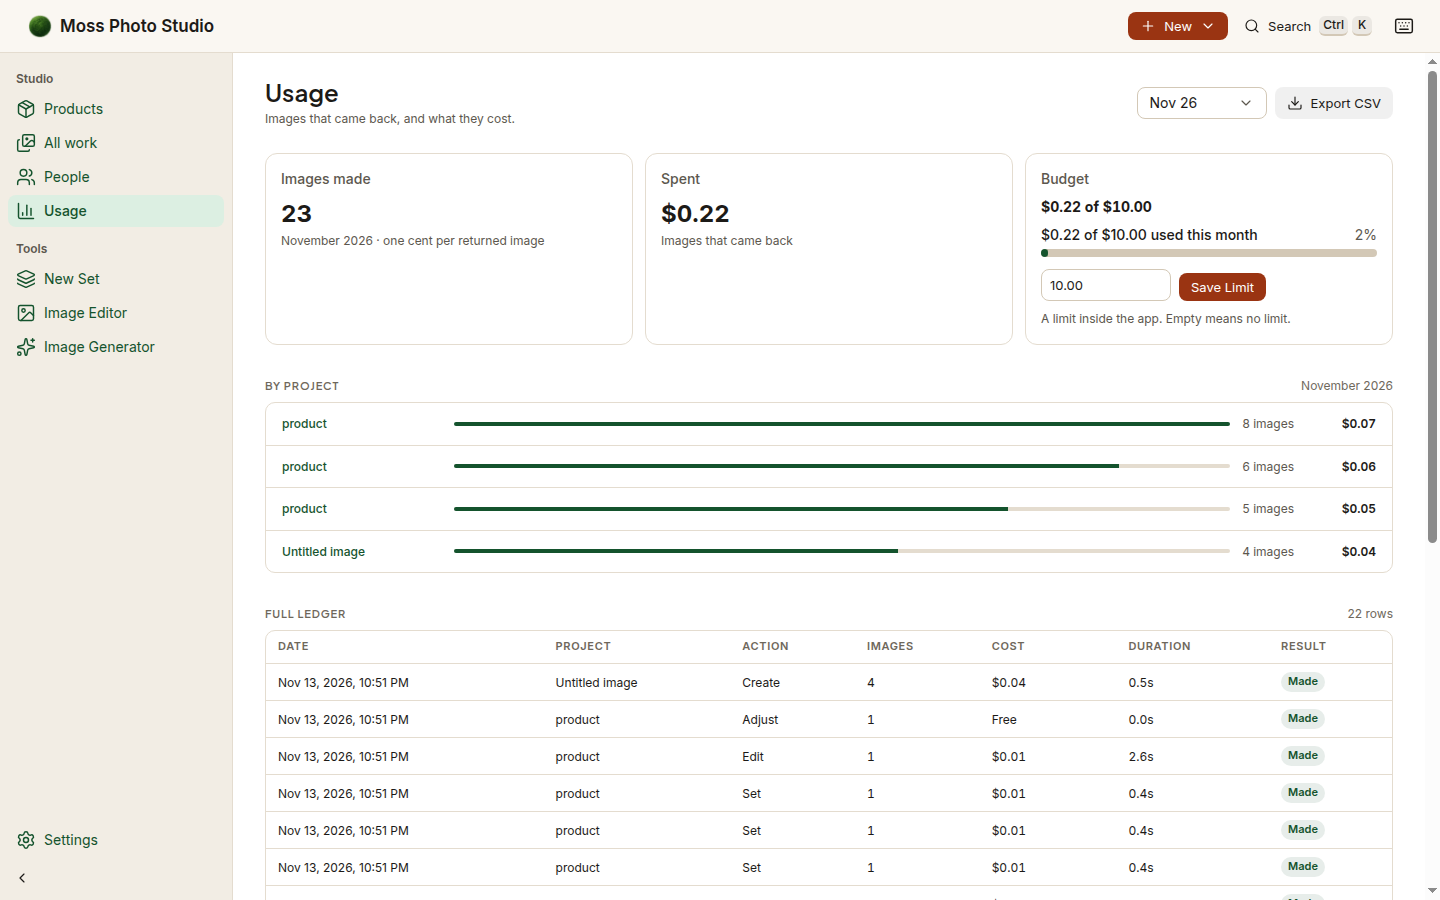 Moss Photo Studio
New
Search Ctrl K
Studio
Products
All work
People
Usage
Tools
New Set
Image Editor
Image Generator
Settings
Usage
Images that came back, and what they cost.
Nov 26
Export CSV
Images made
23
November 2026 · one cent per returned image
Spent
$0.22
Images that came back
Budget
$0.22 of $10.00
$0.22 of $10.00 used this month 2%
10.00
Save Limit
A limit inside the app. Empty means no limit.
BY PROJECT November 2026
product 8 images $0.07
product 6 images $0.06
product 5 images $0.05
Untitled image 4 images $0.04
FULL LEDGER 22 rows
DATE PROJECT ACTION IMAGES COST DURATION RESULT
Nov 13, 2026, 10:51 PM Untitled image Create 4 $0.04 0.5s Made
Nov 13, 2026, 10:51 PM product Adjust 1 Free 0.0s Made
Nov 13, 2026, 10:51 PM product Edit 1 $0.01 2.6s Made
Nov 13, 2026, 10:51 PM product Set 1 $0.01 0.4s Made
Nov 13, 2026, 10:51 PM product Set 1 $0.01 0.4s Made
Nov 13, 2026, 10:51 PM product Set 1 $0.01 0.4s Made